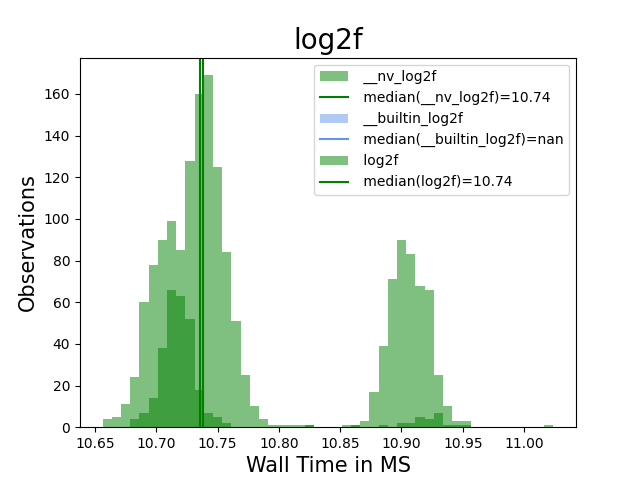 log2f
__nv_log2f
median(__nv_log2f)=10.74
__builtin_log2f
median(__builtin_log2f)=nan
log2f
median(log2f)=10.74
Observations
160
140
120
100
80
60
40
20
0
10.65 10.70 10.75 10.80 10.85 10.90 10.95 11.00
Wall Time in MS